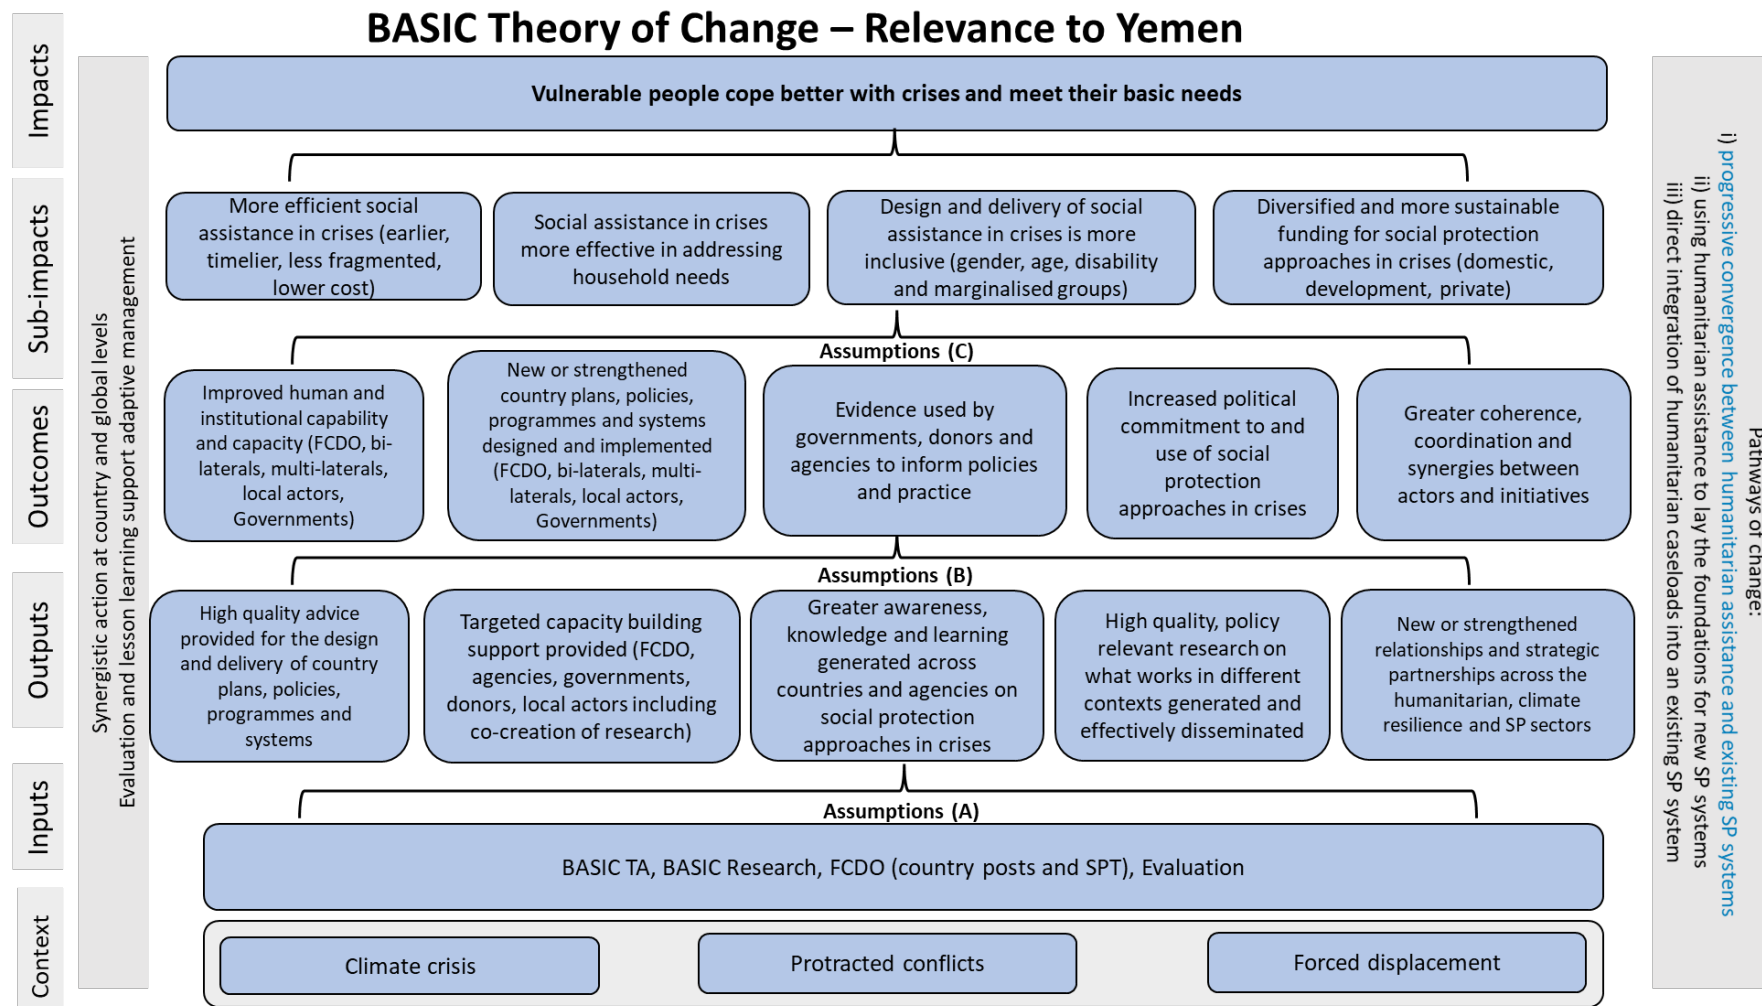 BASIC Theory of Change – Relevance to Yemen
Impacts
Sub-impacts
Outcomes
Outputs
Inputs
Context
Synergistic action at country and global levels
Evaluation and lesson learning support adaptive management
Vulnerable people cope better with crises and meet their basic needs
More efficient social
assistance in crises (earlier,
timelier, less fragmented,
lower cost)
Social assistance in crises
more effective in addressing
household needs
Design and delivery of social
assistance in crises is more
inclusive (gender, age, disability
and marginalised groups)
Diversified and more sustainable
funding for social protection
approaches in crises (domestic,
development, private)
Assumptions (C)
Improved human and
institutional capability
and capacity (FCDO, bi-
laterals, multi-laterals,
local actors,
Governments)
New or strengthened
country plans, policies,
programmes and systems
designed and implemented
(FCDO, bi-laterals, multi-
laterals, local actors,
Governments)
Evidence used by
governments, donors and
agencies to inform policies
and practice
Increased political
commitment to and
use of social
protection
approaches in crises
Greater coherence,
coordination and
synergies between
actors and initiatives
Assumptions (B)
High quality advice
provided for the design
and delivery of country
plans, policies,
programmes and
systems
Targeted capacity building
support provided (FCDO,
agencies, governments,
donors, local actors including
co-creation of research)
Greater awareness,
knowledge and learning
generated across
countries and agencies on
social protection
approaches in crises
High quality, policy
relevant research on
what works in different
contexts generated and
effectively disseminated
New or strengthened
relationships and strategic
partnerships across the
humanitarian, climate
resilience and SP sectors
Assumptions (A)
BASIC TA, BASIC Research, FCDO (country posts and SPT), Evaluation
Climate crisis
Protracted conflicts
Forced displacement
Pathways of change:
i) progressive convergence between humanitarian assistance and existing SP systems
ii) using humanitarian assistance to lay the foundations for new SP systems
iii) direct integration of humanitarian caseloads into an existing SP system